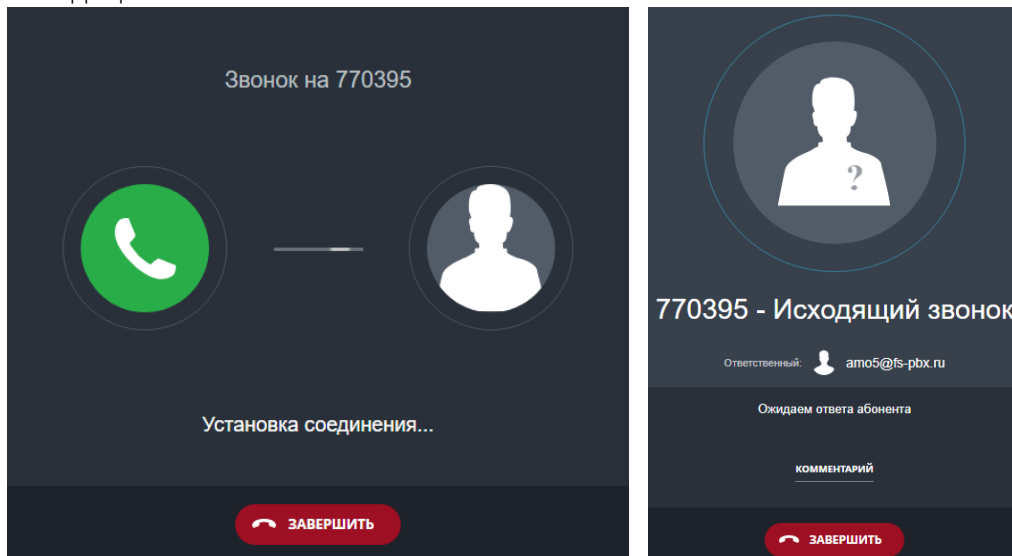 Звонок на 770395
Установка соединения...
ЗАВЕРШИТЬ
?
770395 - Исходящий звонок
Ответственный: amo5@fs-pbx.ru
Ожидаем ответа абонента
КОММЕНТАРИЙ
ЗАВЕРШИТЬ